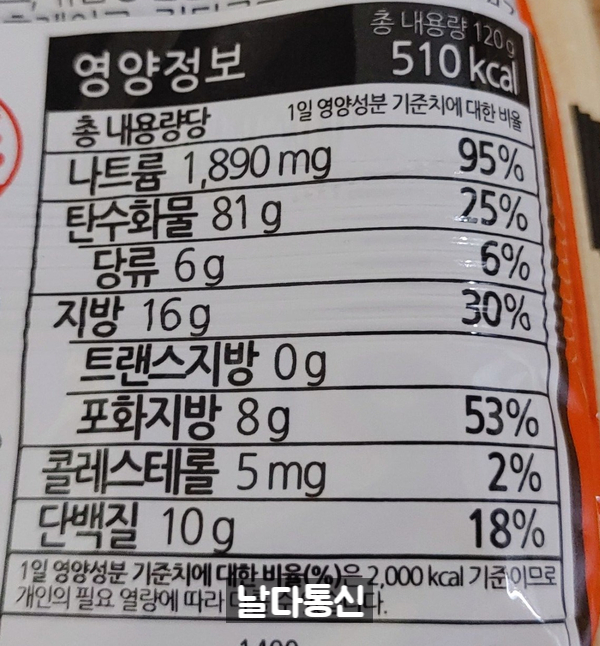 총 내용량 120g
영양정보 510 kcal
총 내용량당 1일 영양성분 기준치에 대한 비율
나트륨 1,890 mg 95%
탄수화물 81 g 25%
당류 6 g 6%
지방 16 g 30%
트랜스지방 0 g
포화지방 8 g 53%
콜레스테롤 5 mg 2%
단백질 10 g 18%
1일 영양성분 기준치에 대한 비율(%)은 2,000 kcal 기준이므로
개인의 필요 열량에 따라 다.
날다통신